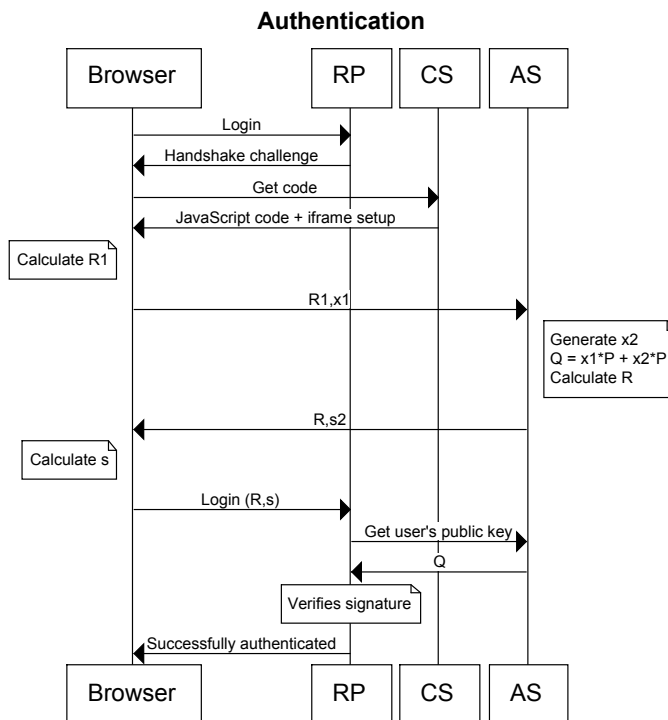 Authentication
Browser RP CS AS
Login
Handshake challenge
Get code
JavaScript code + iframe setup
Calculate R1
R1,x1
Generate x2
Q = x1*P + x2*P
Calculate R
R,s2
Calculate s
Login (R,s)
Get user's public key
Q
Verifies signature
Successfully authenticated
Browser RP CS AS